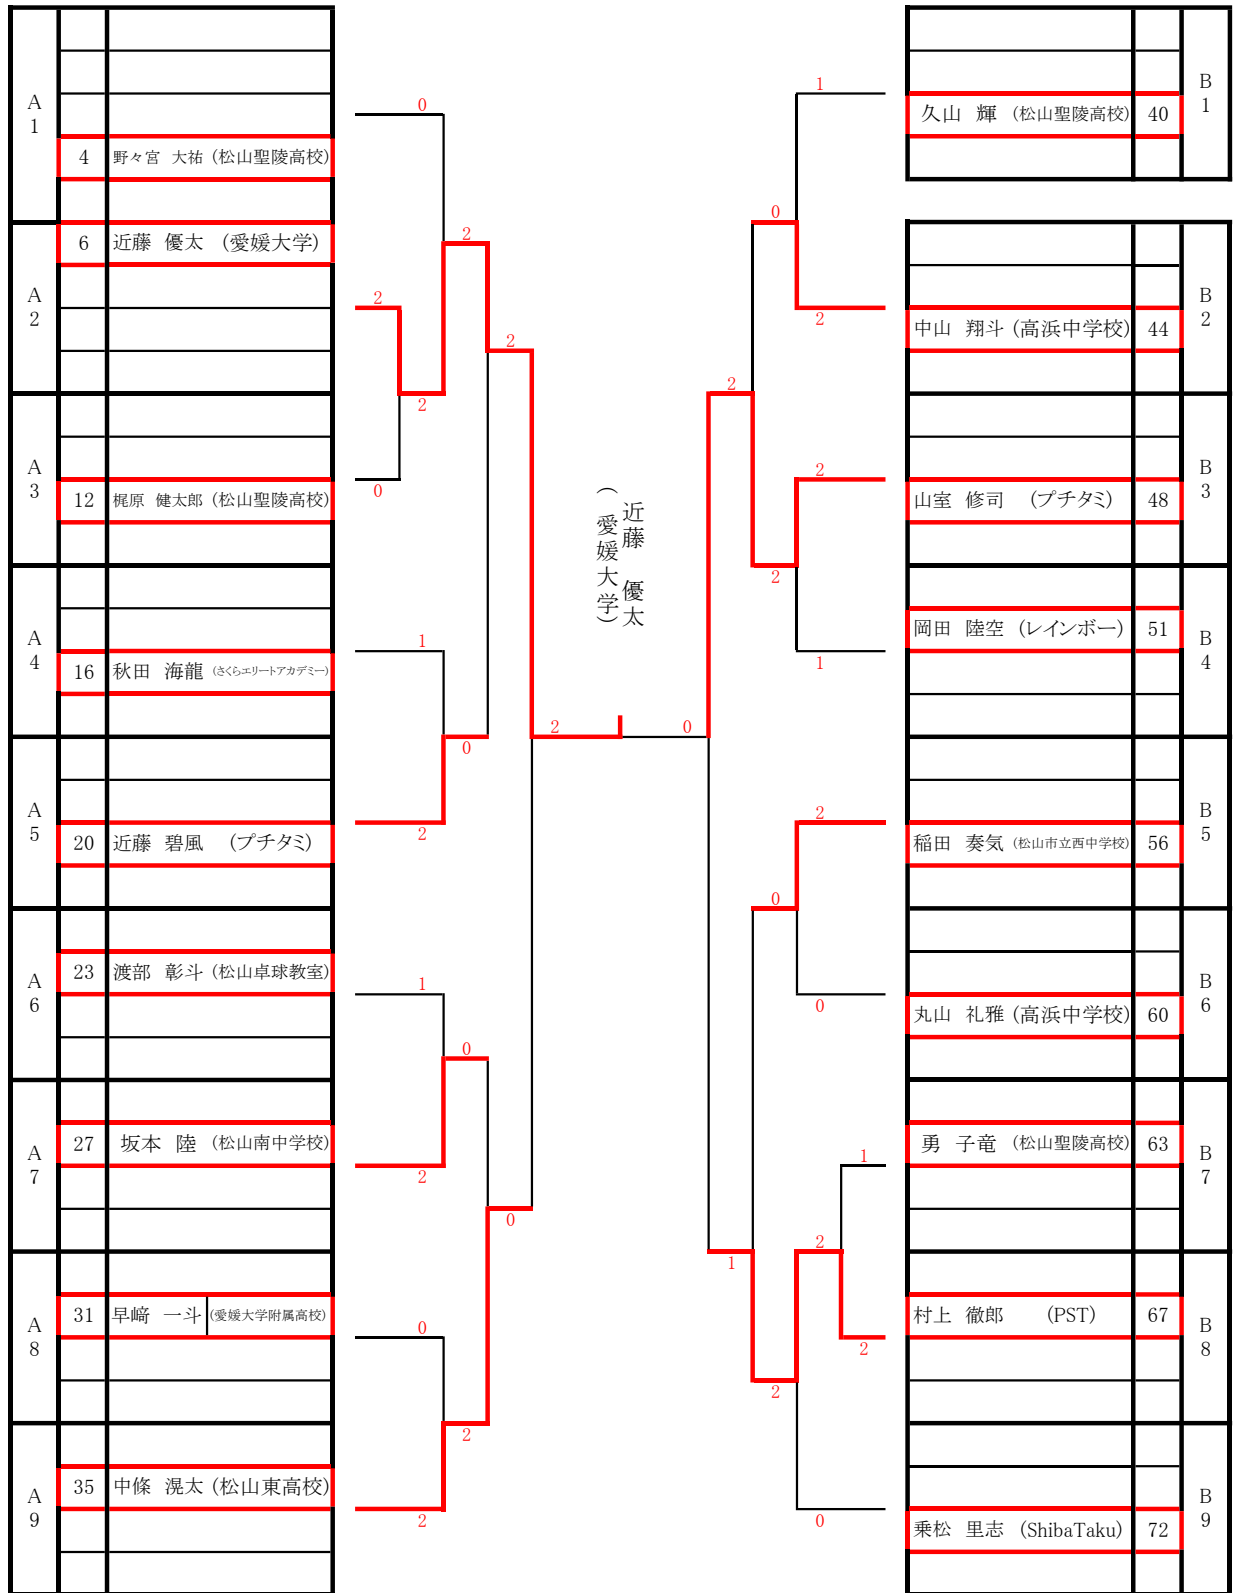 A
1
4 野々宮 大祐 (松山聖陵高校)
A
2
6 近藤 優太 (愛媛大学)
A
3
12 梶原 健太郎 (松山聖陵高校)
A
4
16 秋田 海龍 (さくらエリートアカデミー)
A
5
20 近藤 碧風 (プチタミ)
A
6
23 渡部 彰斗 (松山卓球教室)
A
7
27 坂本 陸 (松山南中学校)
A
8
31 早﨑 一斗 (愛媛大学附属高校)
A
9
35 中條 滉太 (松山東高校)
0
2
2
2
0
2
1
0
2
1
0
2
0
0
2
2
2
近藤 優太
(愛媛大学)
0
1
0
2
2
2
2
1
2
0
0
1
1
2
2
2
0
久山 輝 (松山聖陵高校) 40
B
1
中山 翔斗 (高浜中学校) 44
B
2
山室 修司 (プチタミ) 48
B
3
岡田 陸空 (レインボー) 51
B
4
稲田 奏気 (松山市立西中学校) 56
B
5
丸山 礼雅 (高浜中学校) 60
B
6
勇 子竜 (松山聖陵高校) 63
B
7
村上 徹郎 (PST) 67
B
8
乗松 里志 (ShibaTaku) 72
B
9